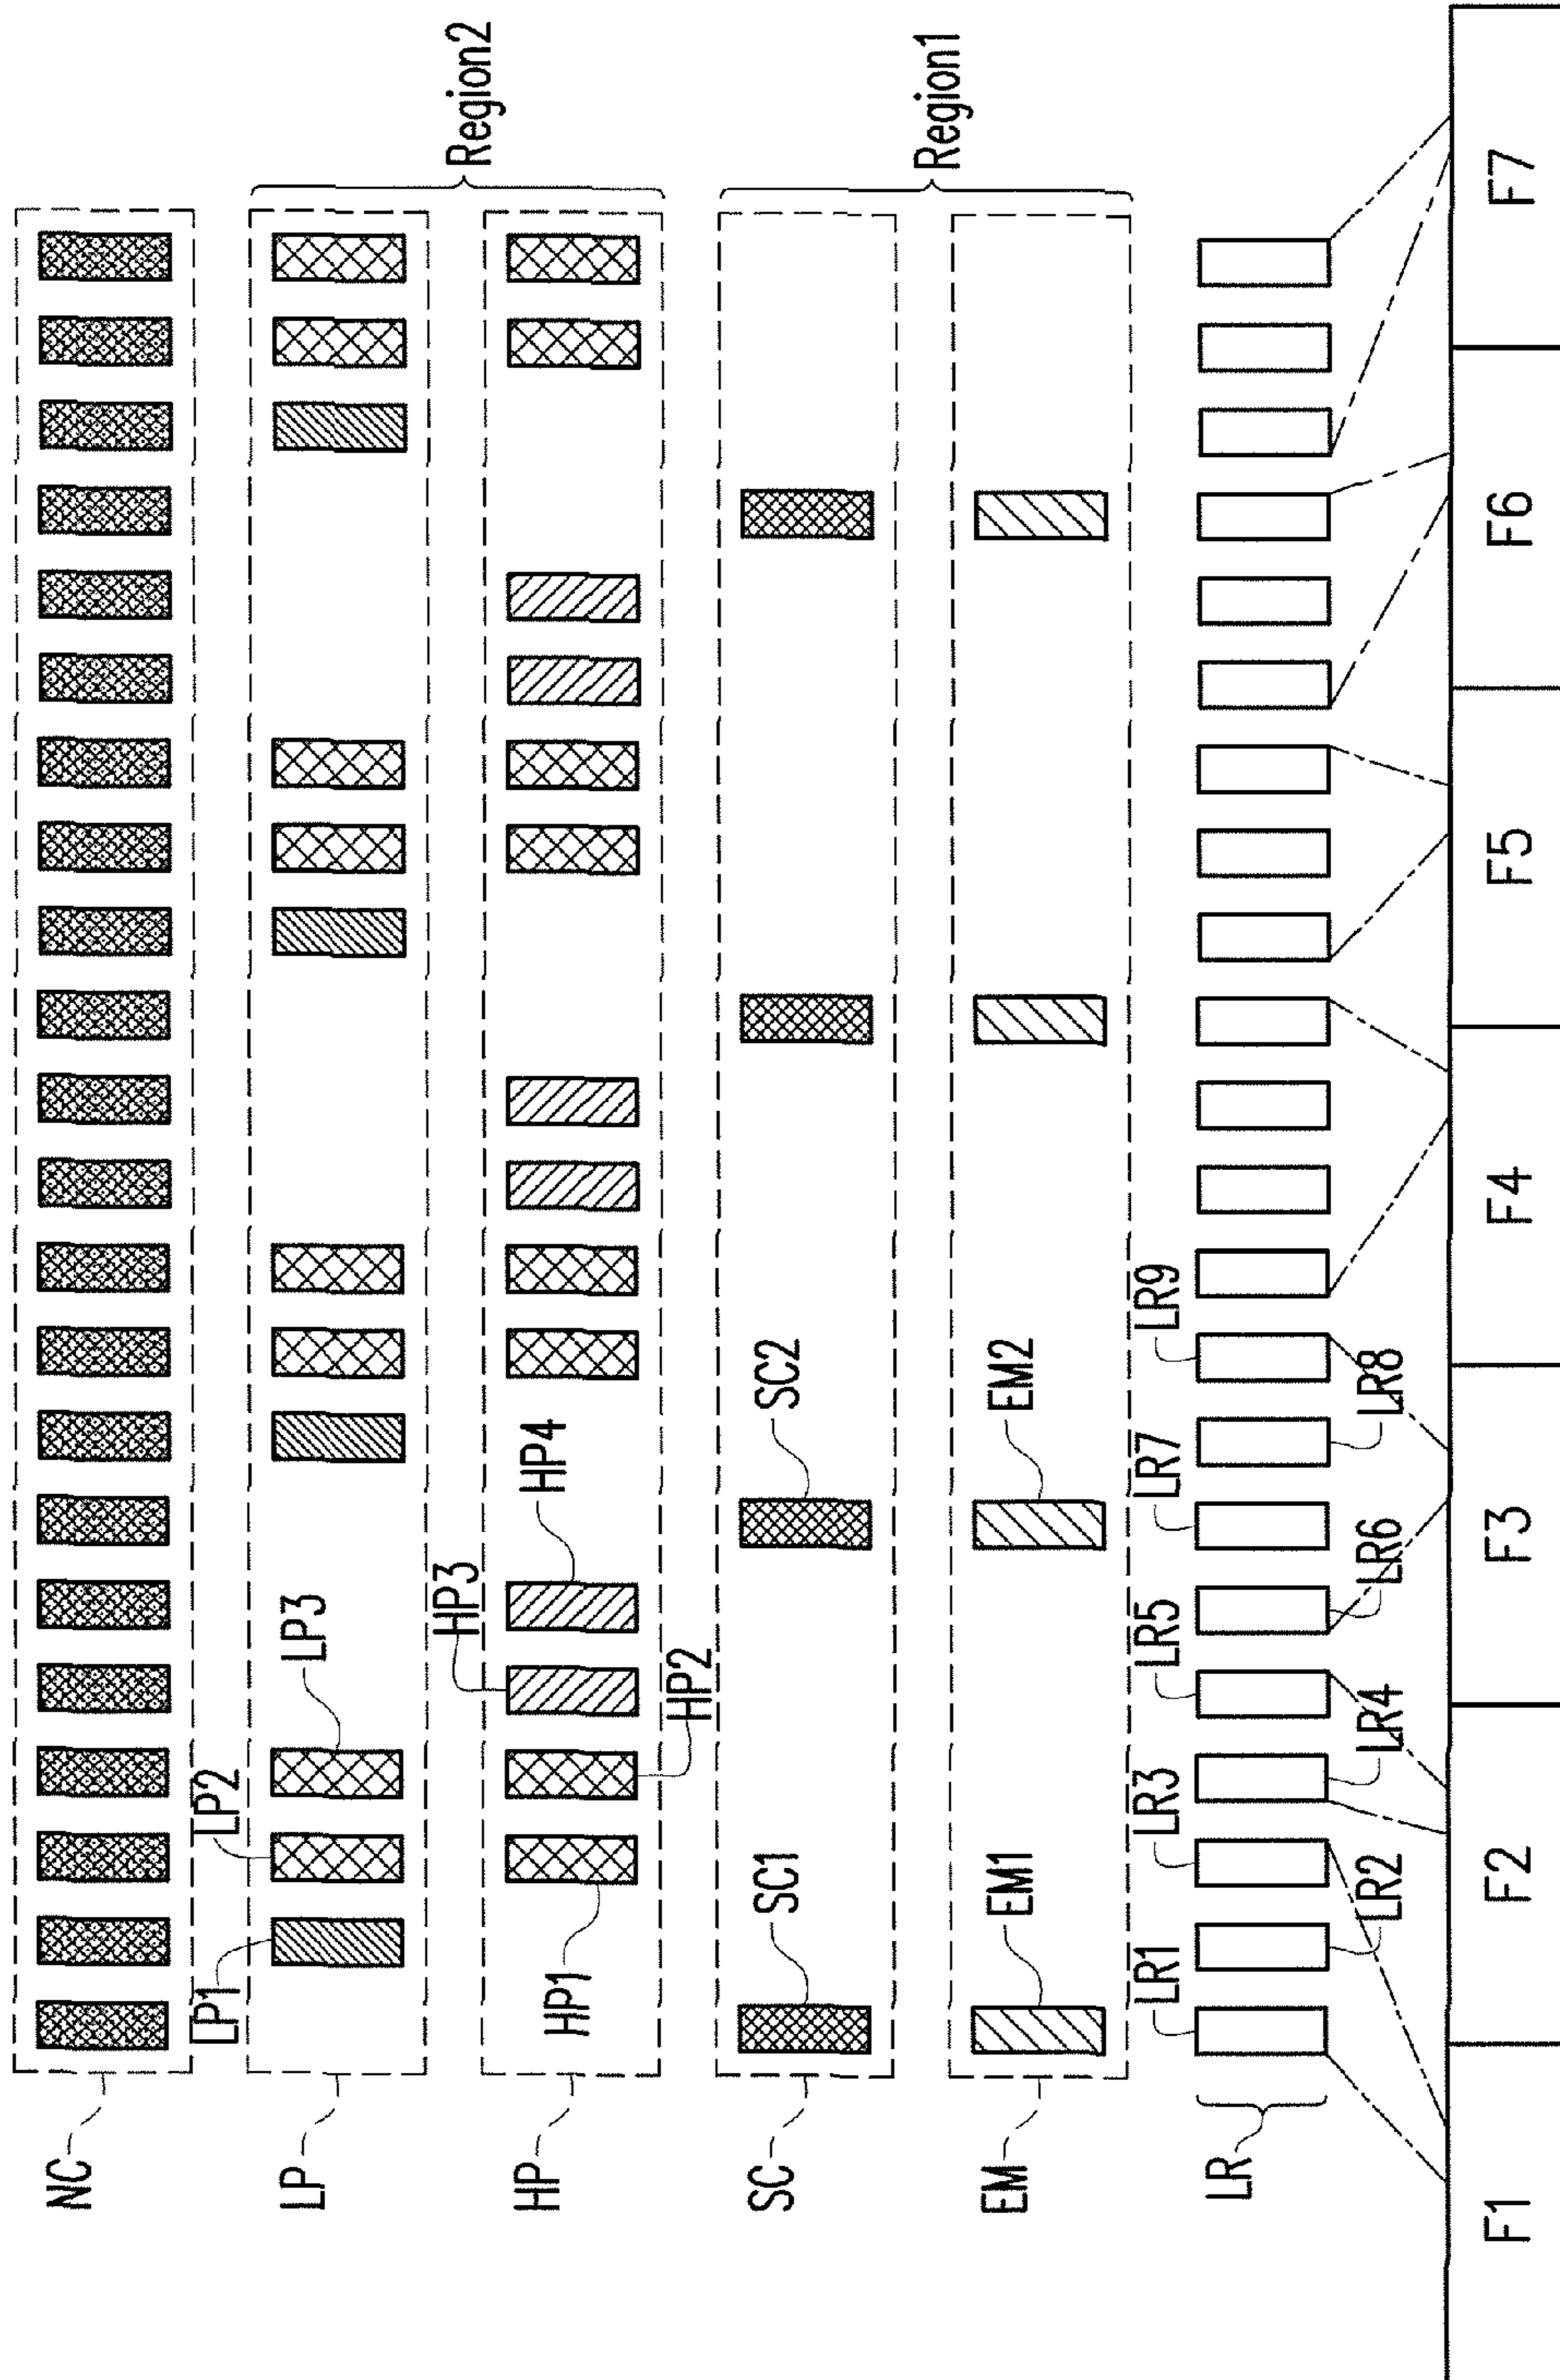 NC
LP
LP1
LP2
LP3
Region2
HP
HP1
HP2
HP3
HP4
SC
SC1
SC2
Region1
EM
EM1
EM2
LR
LR1
LR2
LR3
LR4
LR5
LR6
LR7
LR8
LR9
F1
F2
F3
F4
F5
F6
F7